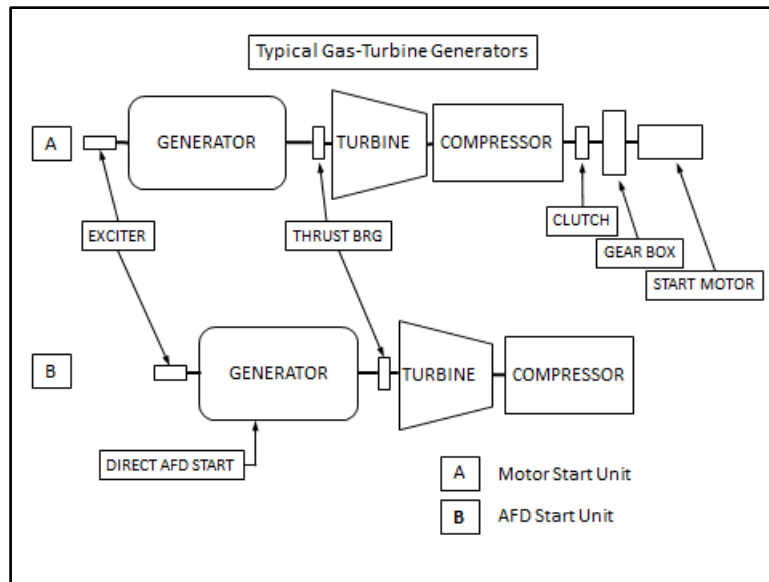 Typical Gas-Turbine Generators
A
GENERATOR
TURBINE
COMPRESSOR
EXCITER
THRUST BRG
CLUTCH
GEAR BOX
START MOTOR
B
GENERATOR
TURBINE
COMPRESSOR
DIRECT AFD START
A Motor Start Unit
B AFD Start Unit